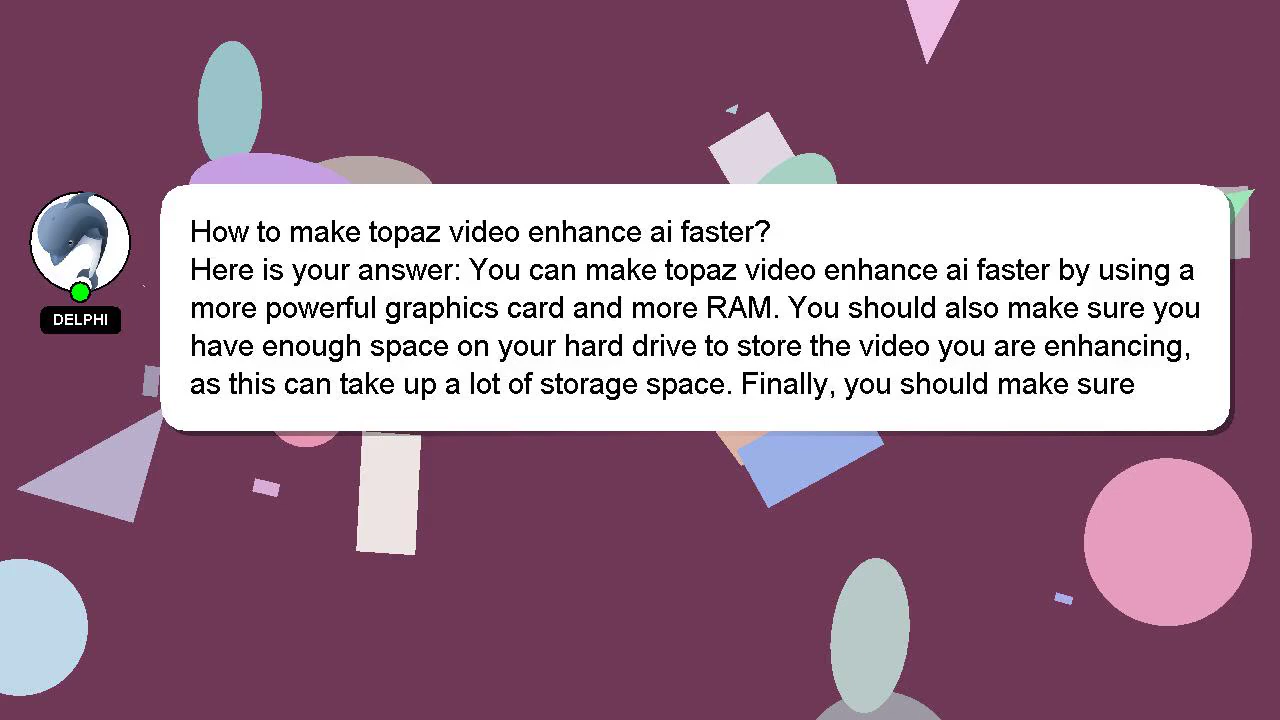 How to make topaz video enhance ai faster?
Here is your answer: You can make topaz video enhance ai faster by using a
more powerful graphics card and more RAM. You should also make sure you
have enough space on your hard drive to store the video you are enhancing,
as this can take up a lot of storage space. Finally, you should make sure
DELPHI